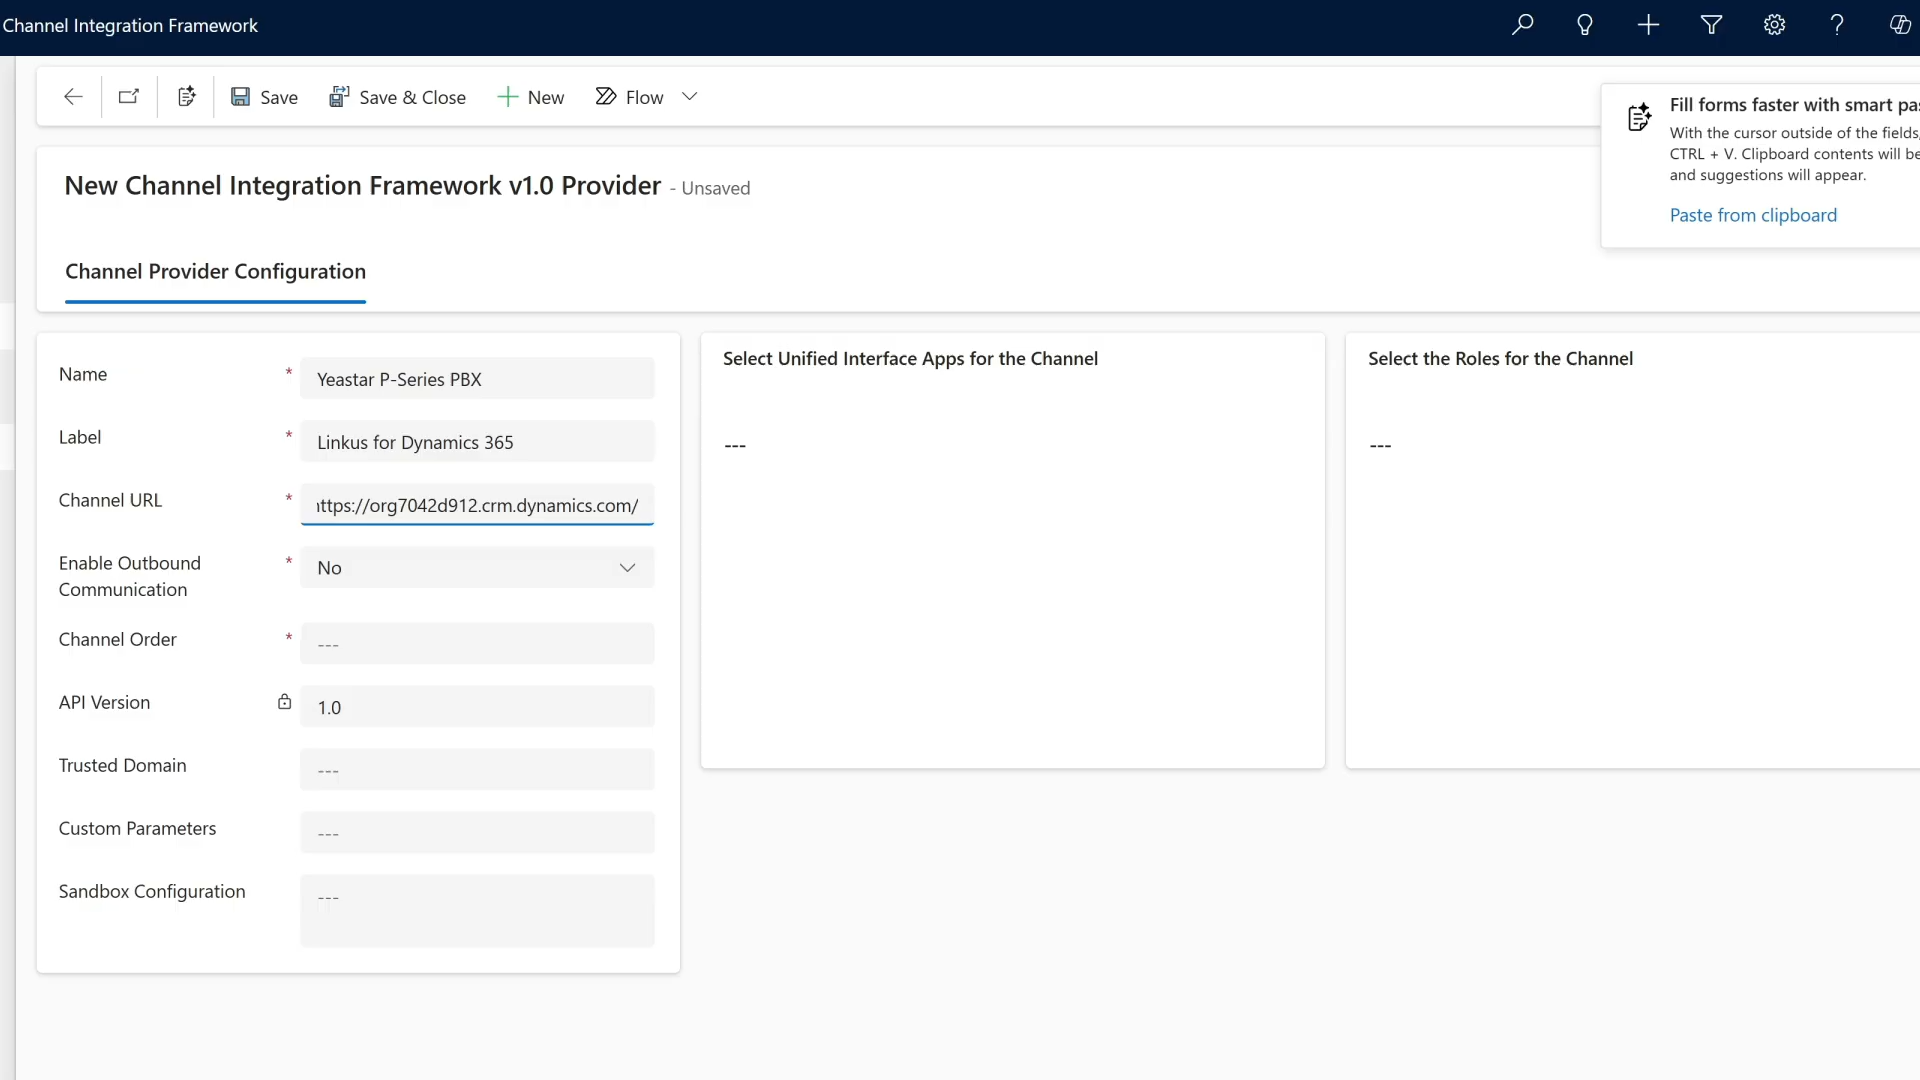 Channel Integration Framework
Save
Save & Close
New
Flow
Fill forms faster with smart
With the cursor outside of the fields,
CTRL + V. Clipboard contents will be
and suggestions will appear.
Paste from clipboard
New Channel Integration Framework v1.0 Provider - Unsaved
Channel Provider Configuration
Name * Yeastar P-Series PBX
Label * Linkus for Dynamics 365
Channel URL * ttps://org7042d912.crm.dynamics.com/
Enable Outbound
Communication * No
Channel Order * ---
API Version 1.0
Trusted Domain ---
Custom Parameters ---
Sandbox Configuration ---
Select Unified Interface Apps for the Channel
---
Select the Roles for the Channel
---